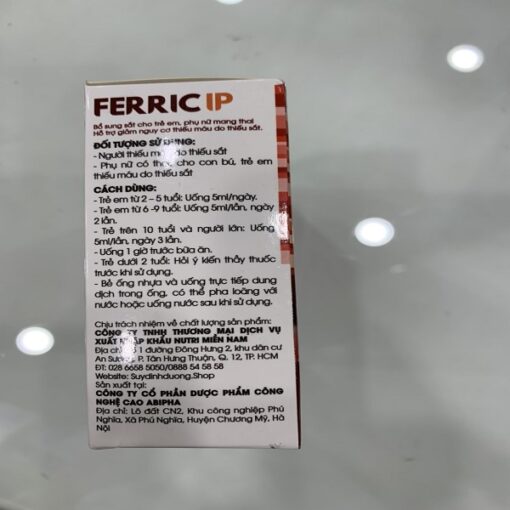 FERRIC IP
Bổ sung sắt cho trẻ em, phụ nữ mang thai
Hỗ trợ giảm nguy cơ thiếu máu do thiếu sắt.
ĐỐI TƯỢNG SỬ DỤNG:
- Người thiếu máu do thiếu sắt
- Phụ nữ có thai, cho con bú, trẻ em
thiếu máu do thiếu sắt
CÁCH DÙNG:
- Trẻ em từ 2 - 5 tuổi: Uống 5ml/ngày.
- Trẻ em từ 6 -9 tuổi: Uống 5ml/lần, ngày
2 lần.
- Trẻ trên 10 tuổi và người lớn: Uống
5ml/lần, ngày 3 lần.
- Uống 1 giờ trước bữa ăn.
- Trẻ dưới 2 tuổi: Hỏi ý kiến thầy thuốc
trước khi sử dụng.
- Bẻ ống nhựa và uống trực tiếp dung
dịch trong ống, có thể pha loãng với
nước hoặc uống nước sau khi sử dụng.
Chịu trách nhiệm về chất lượng sản phẩm:
CÔNG TY TNHH THƯƠNG MẠI DỊCH VỤ
XUẤT NHẬP KHẨU NUTRI MIỀN NAM
Địa chỉ: 1 đường Đông Hưng 2, khu dân cư
An Sương, P. Tân Hưng Thuận, Q. 12, TP. HCM
ĐT: 028 6658 5050/0888 54 58 58
Website: Suydinhduong.Shop
Sản xuất tại:
CÔNG TY CỔ PHẦN DƯỢC PHẨM CÔNG
NGHỆ CAO ABIPHA
Địa chỉ: Lô đất CN2, Khu công nghiệp Phú
Nghĩa, Xã Phú Nghĩa, Huyện Chương Mỹ, Hà
Nội